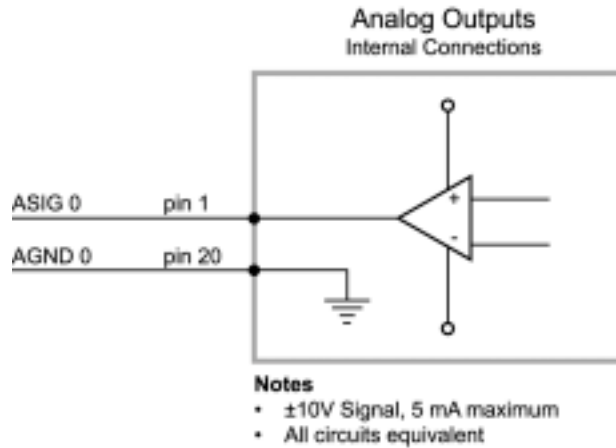 Analog Outputs
Internal Connections
ASIG 0 pin 1
AGND 0 pin 20
+
-
Notes
• ±10V Signal, 5 mA maximum
• All circuits equivalent